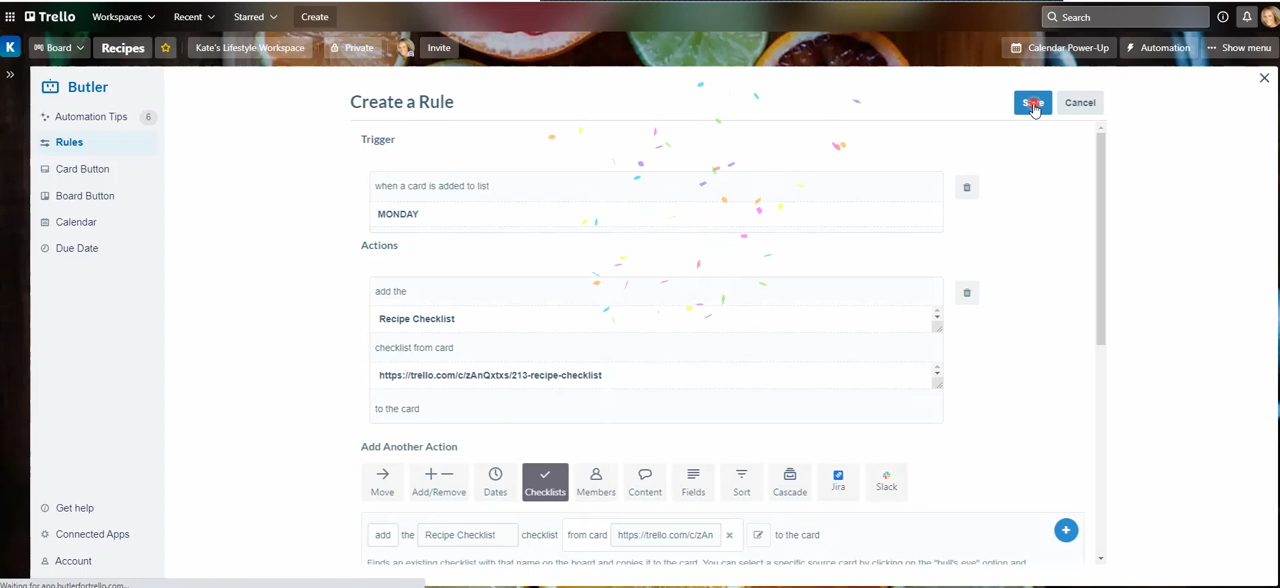 Trello Workspaces Recent Starred Create Search
K Board Recipes Kate's Lifestyle Workspace Private Invite Calendar Power-Up Automation Show menu
Butler
Automation Tips 6
Rules
Card Button
Board Button
Calendar
Due Date
Get help
Connected Apps
Account
Create a Rule
Cancel
Trigger
when a card is added to list
MONDAY
Actions
add the
Recipe Checklist
checklist from card
https://trello.com/c/zAnQxtxs/213-recipe-checklist
to the card
Add Another Action
Move Add/Remove Dates Checklists Members Content Fields Sort Cascade Jira Slack
add the Recipe Checklist checklist from card https://trello.com/c/zAn to the card
Finds an existing checklist with that name on the board and copies it to the card. You can select a specific source card by clicking on the "bull's eye" option and
Waiting for app.butlerfortrello.com...